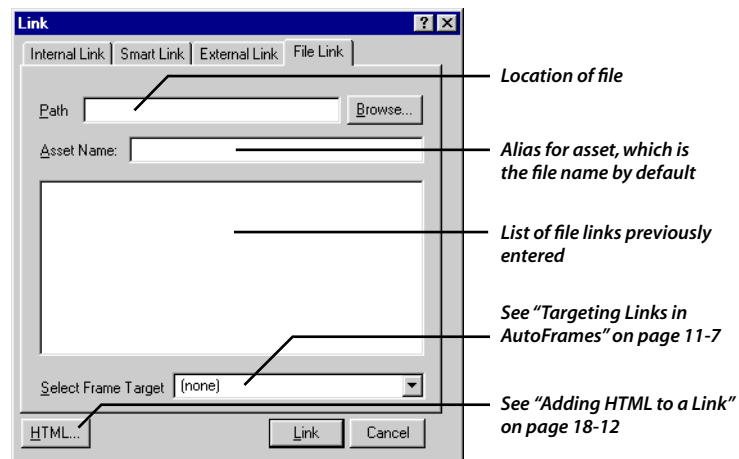 Link
Internal Link Smart Link External Link File Link
Path Browse...
Location of file
Asset Name:
Alias for asset, which is
the file name by default
List of file links previously
entered
See “Targeting Links in
AutoFrames” on page 11-7
Select Frame Target (none)
See “Adding HTML to a Link”
on page 18-12
HTML... Link Cancel